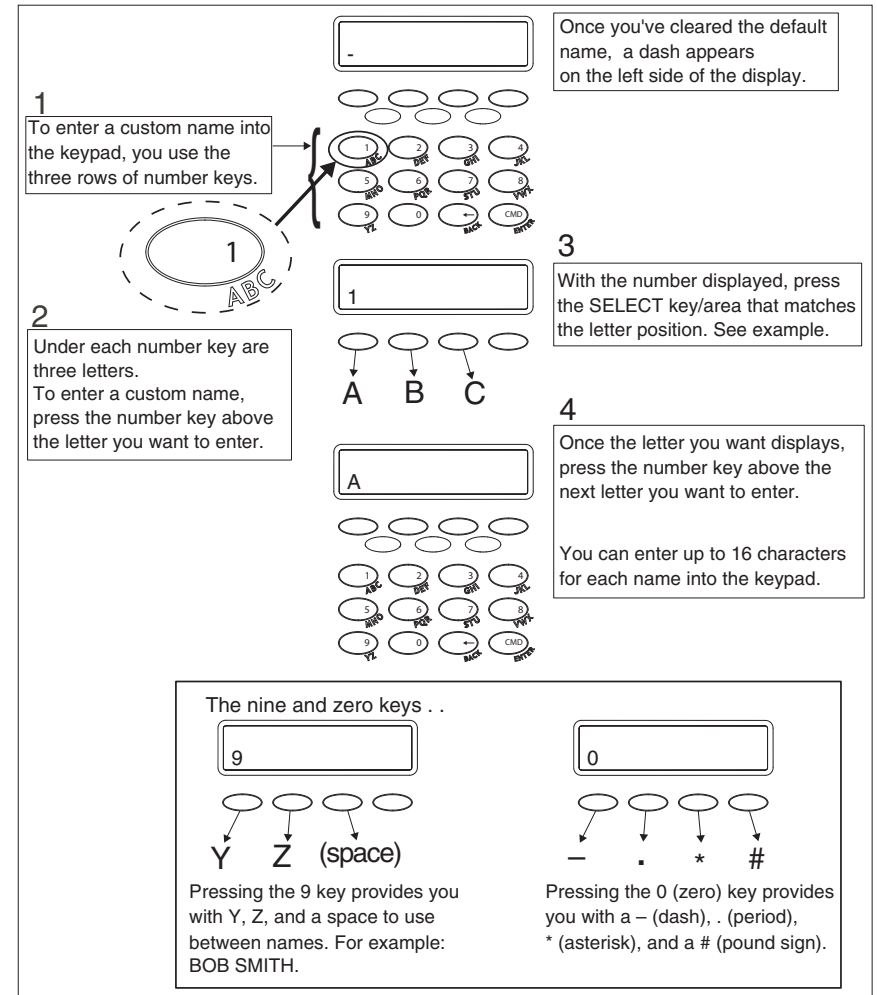 -
Once you've cleared the default
name, a dash appears
on the left side of the display.
1
To enter a custom name into
the keypad, you use the
three rows of number keys.
1 ABC 2 DEF 3 GHI 4 JKL
5 MNO 6 PQR 7 STU 8 VWX
9 YZ 0 ← BACK CMD ENTER
1
ABC
2
Under each number key are
three letters.
To enter a custom name,
press the number key above
the letter you want to enter.
3
With the number displayed, press
the SELECT key/area that matches
the letter position. See example.
1
A B C
4
Once the letter you want displays,
press the number key above the
next letter you want to enter.
You can enter up to 16 characters
for each name into the keypad.
A
1 ABC 2 DEF 3 GHI 4 JKL
5 MNO 6 PQR 7 STU 8 VWX
9 YZ 0 ← BACK CMD ENTER
The nine and zero keys . .
9
Y Z (space)
Pressing the 9 key provides you
with Y, Z, and a space to use
between names. For example:
BOB SMITH.
0
– . * #
Pressing the 0 (zero) key provides
you with a – (dash), . (period),
* (asterisk), and a # (pound sign).